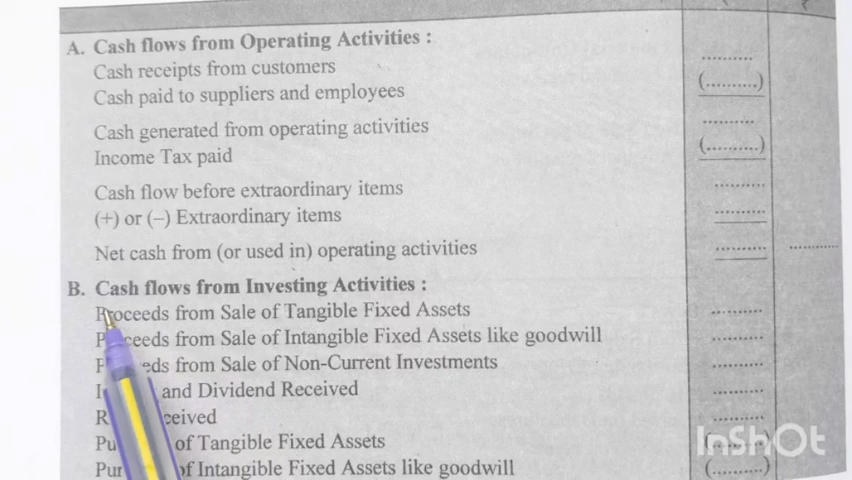 A. Cash flows from Operating Activities :
Cash receipts from customers ..........
Cash paid to suppliers and employees (..........)
Cash generated from operating activities ..........
Income Tax paid (..........)
Cash flow before extraordinary items ..........
(+) or (–) Extraordinary items ..........
Net cash from (or used in) operating activities .......... ..........
B. Cash flows from Investing Activities :
Proceeds from Sale of Tangible Fixed Assets ..........
from Sale of Intangible Fixed Assets like goodwill ..........
from Sale of Non-Current Investments ..........
and Dividend Received ..........
..........
of Tangible Fixed Assets (..........)
of Intangible Fixed Assets like goodwill (..........)
InShOt